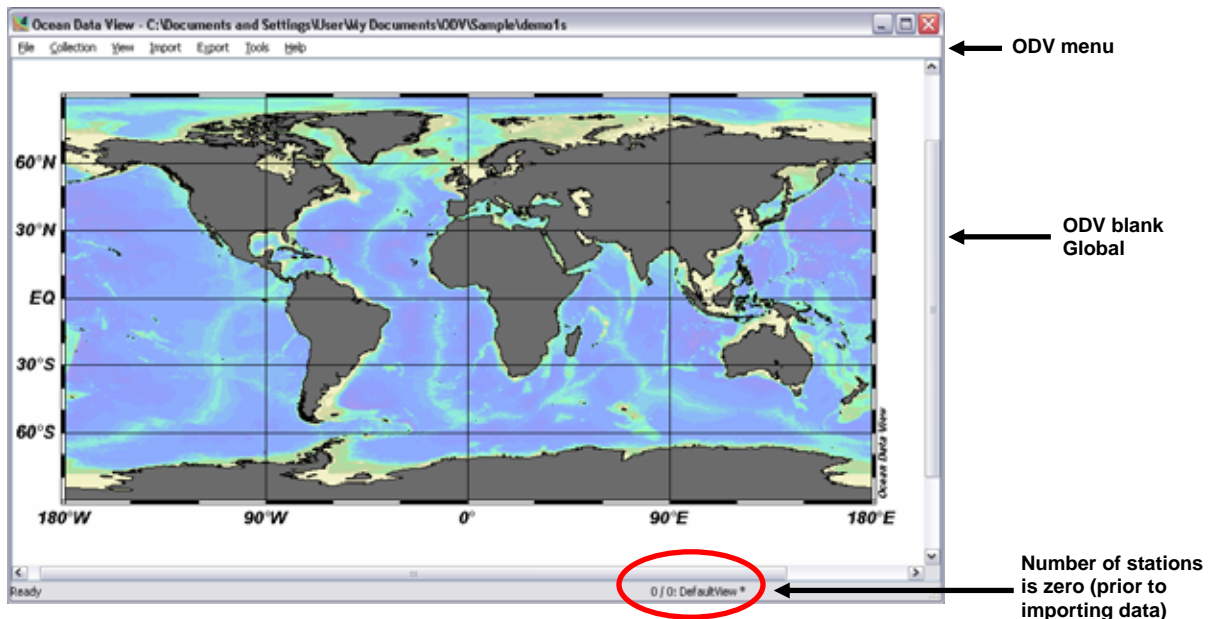 Ocean Data View - C:\Documents and Settings\User\My Documents\ODV\Sample\demo1s
File Collection View Import Export Tools Help
ODV menu
60°N
30°N
EQ
30°S
60°S
180°W 90°W 0° 90°E 180°E
Ocean Data View
ODV blank
Global
Ready
0 / 0: DefaultView *
Number of stations
is zero (prior to
importing data)